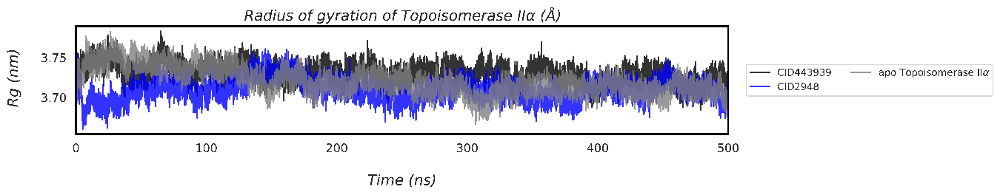 Radius of gyration of Topoisomerase IIα (Å)
Rg (nm)
3.75
3.70
0 100 200 300 400 500
Time (ns)
CID443939 apo Topoisomerase IIα
CID2948